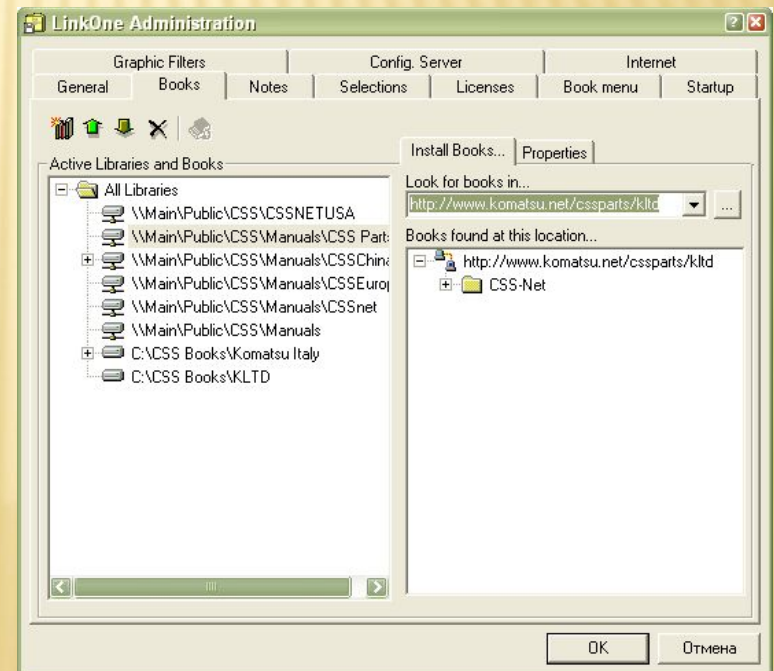 LinkOne Administration
Graphic Filters Config. Server Internet
General Books Notes Selections Licenses Book menu Startup
Active Libraries and Books
All Libraries
\\Main\Public\CSS\CSSNETUSA
\\Main\Public\CSS\Manuals\CSS Part
\\Main\Public\CSS\Manuals\CSSChina
\\Main\Public\CSS\Manuals\CSSEuro
\\Main\Public\CSS\Manuals\CSSnet
\\Main\Public\CSS\Manuals
C:\CSS Books\Komatsu Italy
C:\CSS Books\KLTD
Install Books... Properties
Look for books in...
http://www.komatsu.net/cssparts/kltd ...
Books found at this location...
http://www.komatsu.net/cssparts/kltd
CSS-Net
OK Отмена